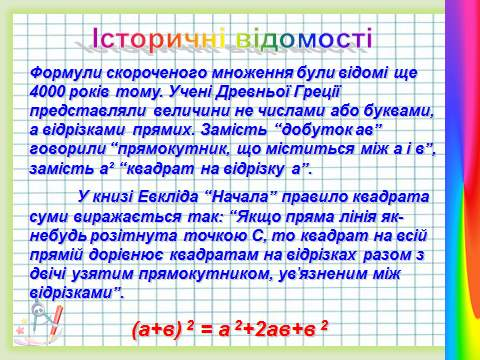 Історичні відомості
Формули скороченого множення були відомі ще
4000 років тому. Учені Древньої Греції
представляли величини не числами або буквами,
а відрізками прямих. Замість “добуток ав”
говорили “прямокутник, що міститься між а і в”,
замість а² “квадрат на відрізку а”.
У книзі Евкліда “Начала” правило квадрата
суми виражається так: “Якщо пряма лінія як-
небудь розітнута точкою С, то квадрат на всій
прямій дорівнює квадратам на відрізках разом з
двічі узятим прямокутником, ув’язненим між
відрізками”.
(а+в) ² = а ²+2ав+в ²